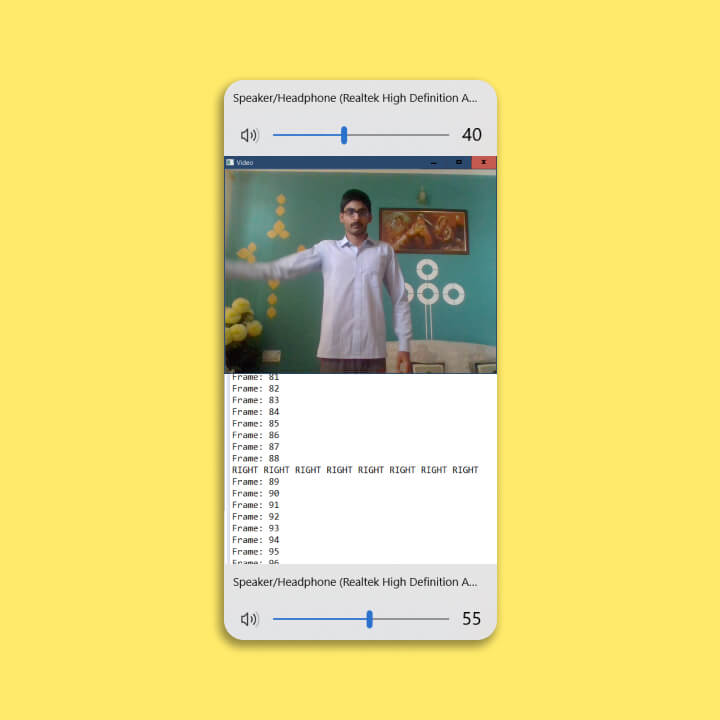 Speaker/Headphone (Realtek High Definition A...
40
Video
Frame: 81
Frame: 82
Frame: 83
Frame: 84
Frame: 85
Frame: 86
Frame: 87
Frame: 88
RIGHT RIGHT RIGHT RIGHT RIGHT RIGHT RIGHT RIGHT
Frame: 89
Frame: 90
Frame: 91
Frame: 92
Frame: 93
Frame: 94
Frame: 95
Frame: 96
Speaker/Headphone (Realtek High Definition A...
55